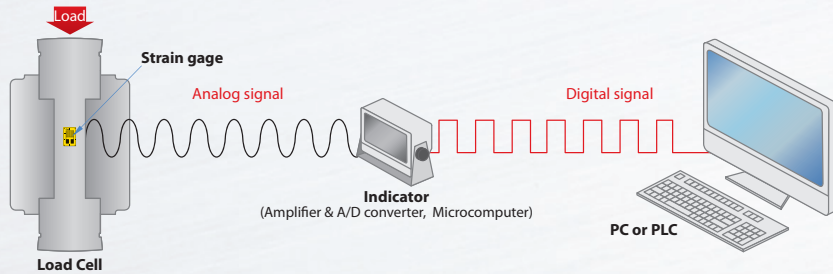 Load
Strain gage
Analog signal
Digital signal
Indicator
(Amplifier & A/D converter, Microcomputer)
PC or PLC
Load Cell